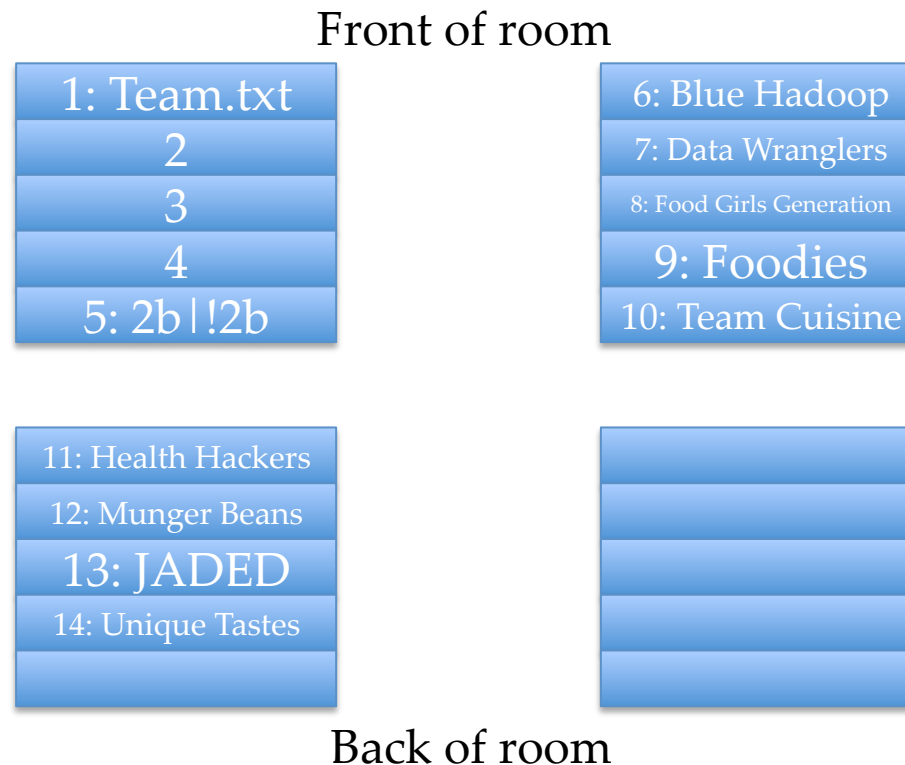 Front of room
1: Team.txt
2
3
4
5: 2b|!2b
6: Blue Hadoop
7: Data Wranglers
8: Food Girls Generation
9: Foodies
10: Team Cuisine
11: Health Hackers
12: Munger Beans
13: JADED
14: Unique Tastes
Back of room